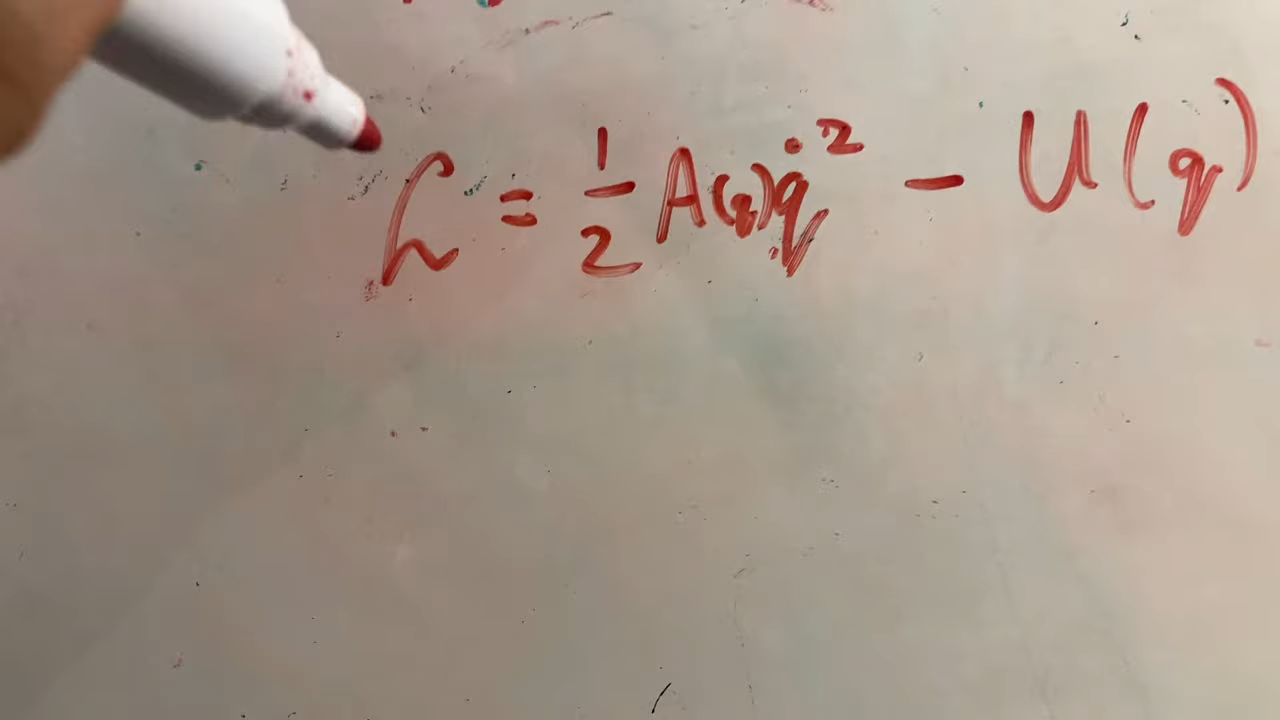 ℒ = 1/2 A(q)q̇² − U(q)